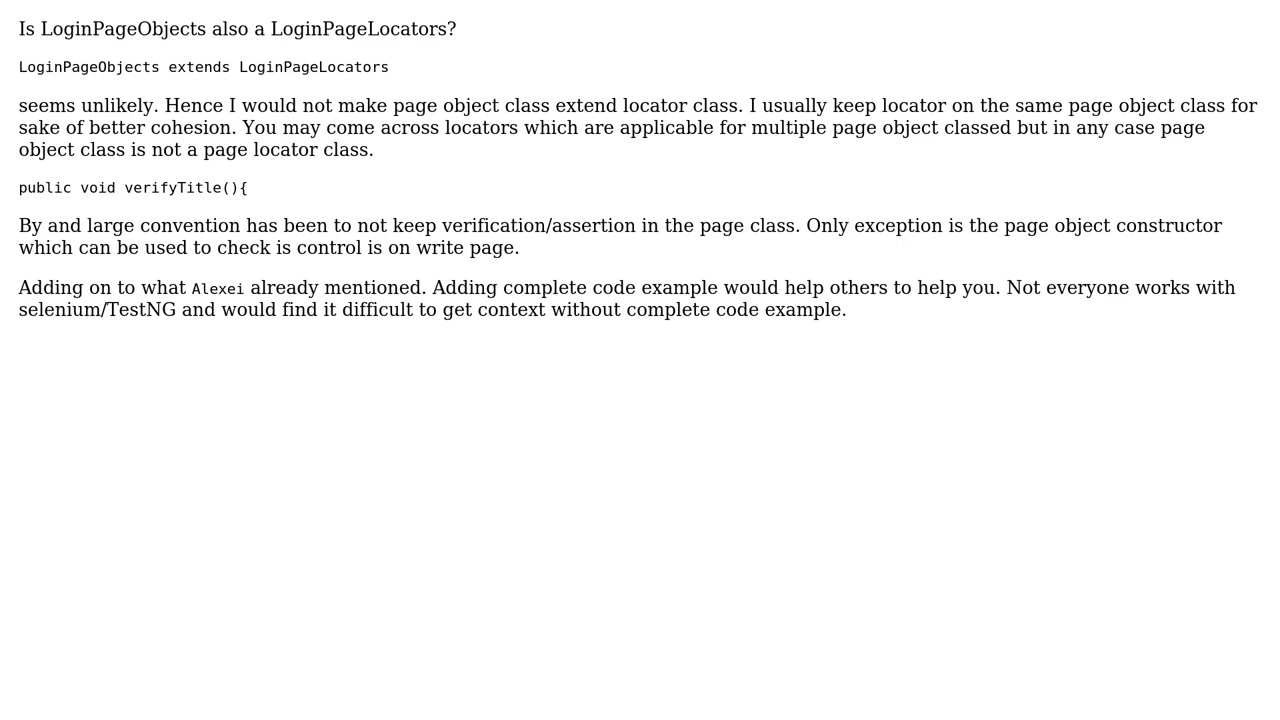 Is LoginPageObjects also a LoginPageLocators?
LoginPageObjects extends LoginPageLocators
seems unlikely. Hence I would not make page object class extend locator class. I usually keep locator on the same page object class for
sake of better cohesion. You may come across locators which are applicable for multiple page object classed but in any case page
object class is not a page locator class.
public void verifyTitle(){
By and large convention has been to not keep verification/assertion in the page class. Only exception is the page object constructor
which can be used to check is control is on write page.
Adding on to what Alexei already mentioned. Adding complete code example would help others to help you. Not everyone works with
selenium/TestNG and would find it difficult to get context without complete code example.